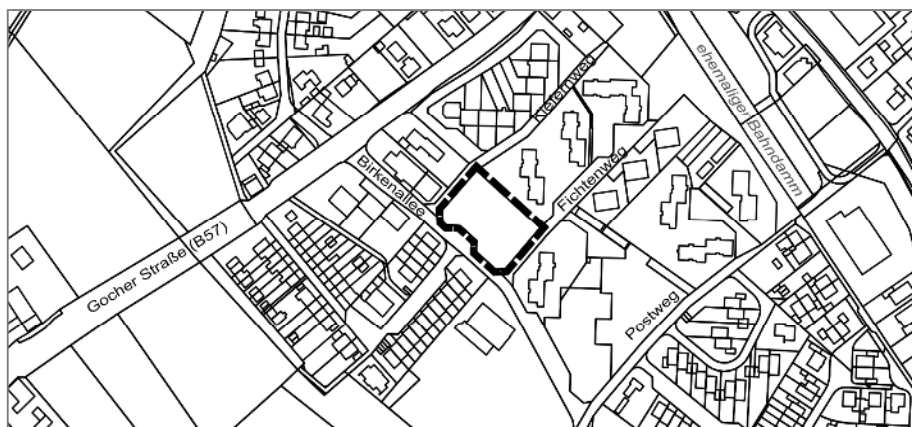 ehemaliger Bahndamm
Kiefernweg
Birkenallee
Fichtenweg
Gocher Straße (B57)
Postweg